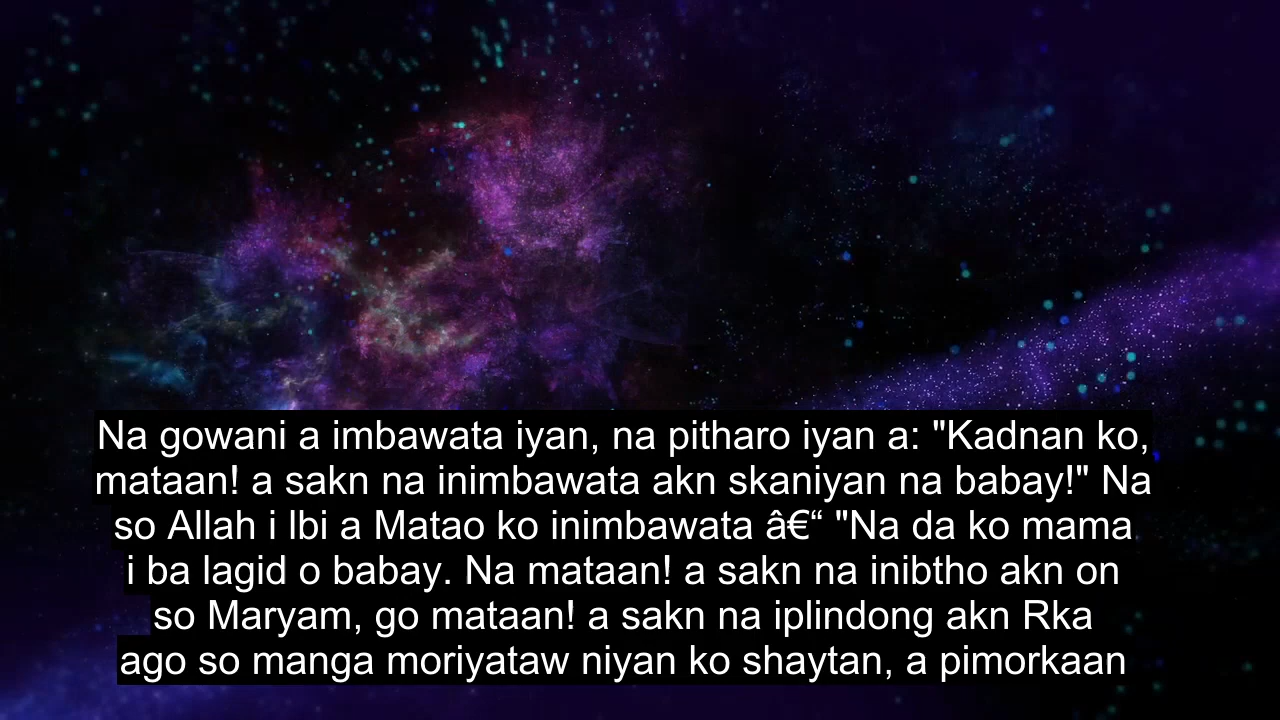 Na gowani a imbawata iyan, na pitharo iyan a: "Kadnan ko,
mataan! a sakn na inimbawata akn skaniyan na babay!" Na
so Allah i lbi a Matao ko inimbawata â€“ "Na da ko mama
i ba lagid o babay. Na mataan! a sakn na inibtho akn on
so Maryam, go mataan! a sakn na iplindong akn Rka
ago so manga moriyataw niyan ko shaytan, a pimorkaan